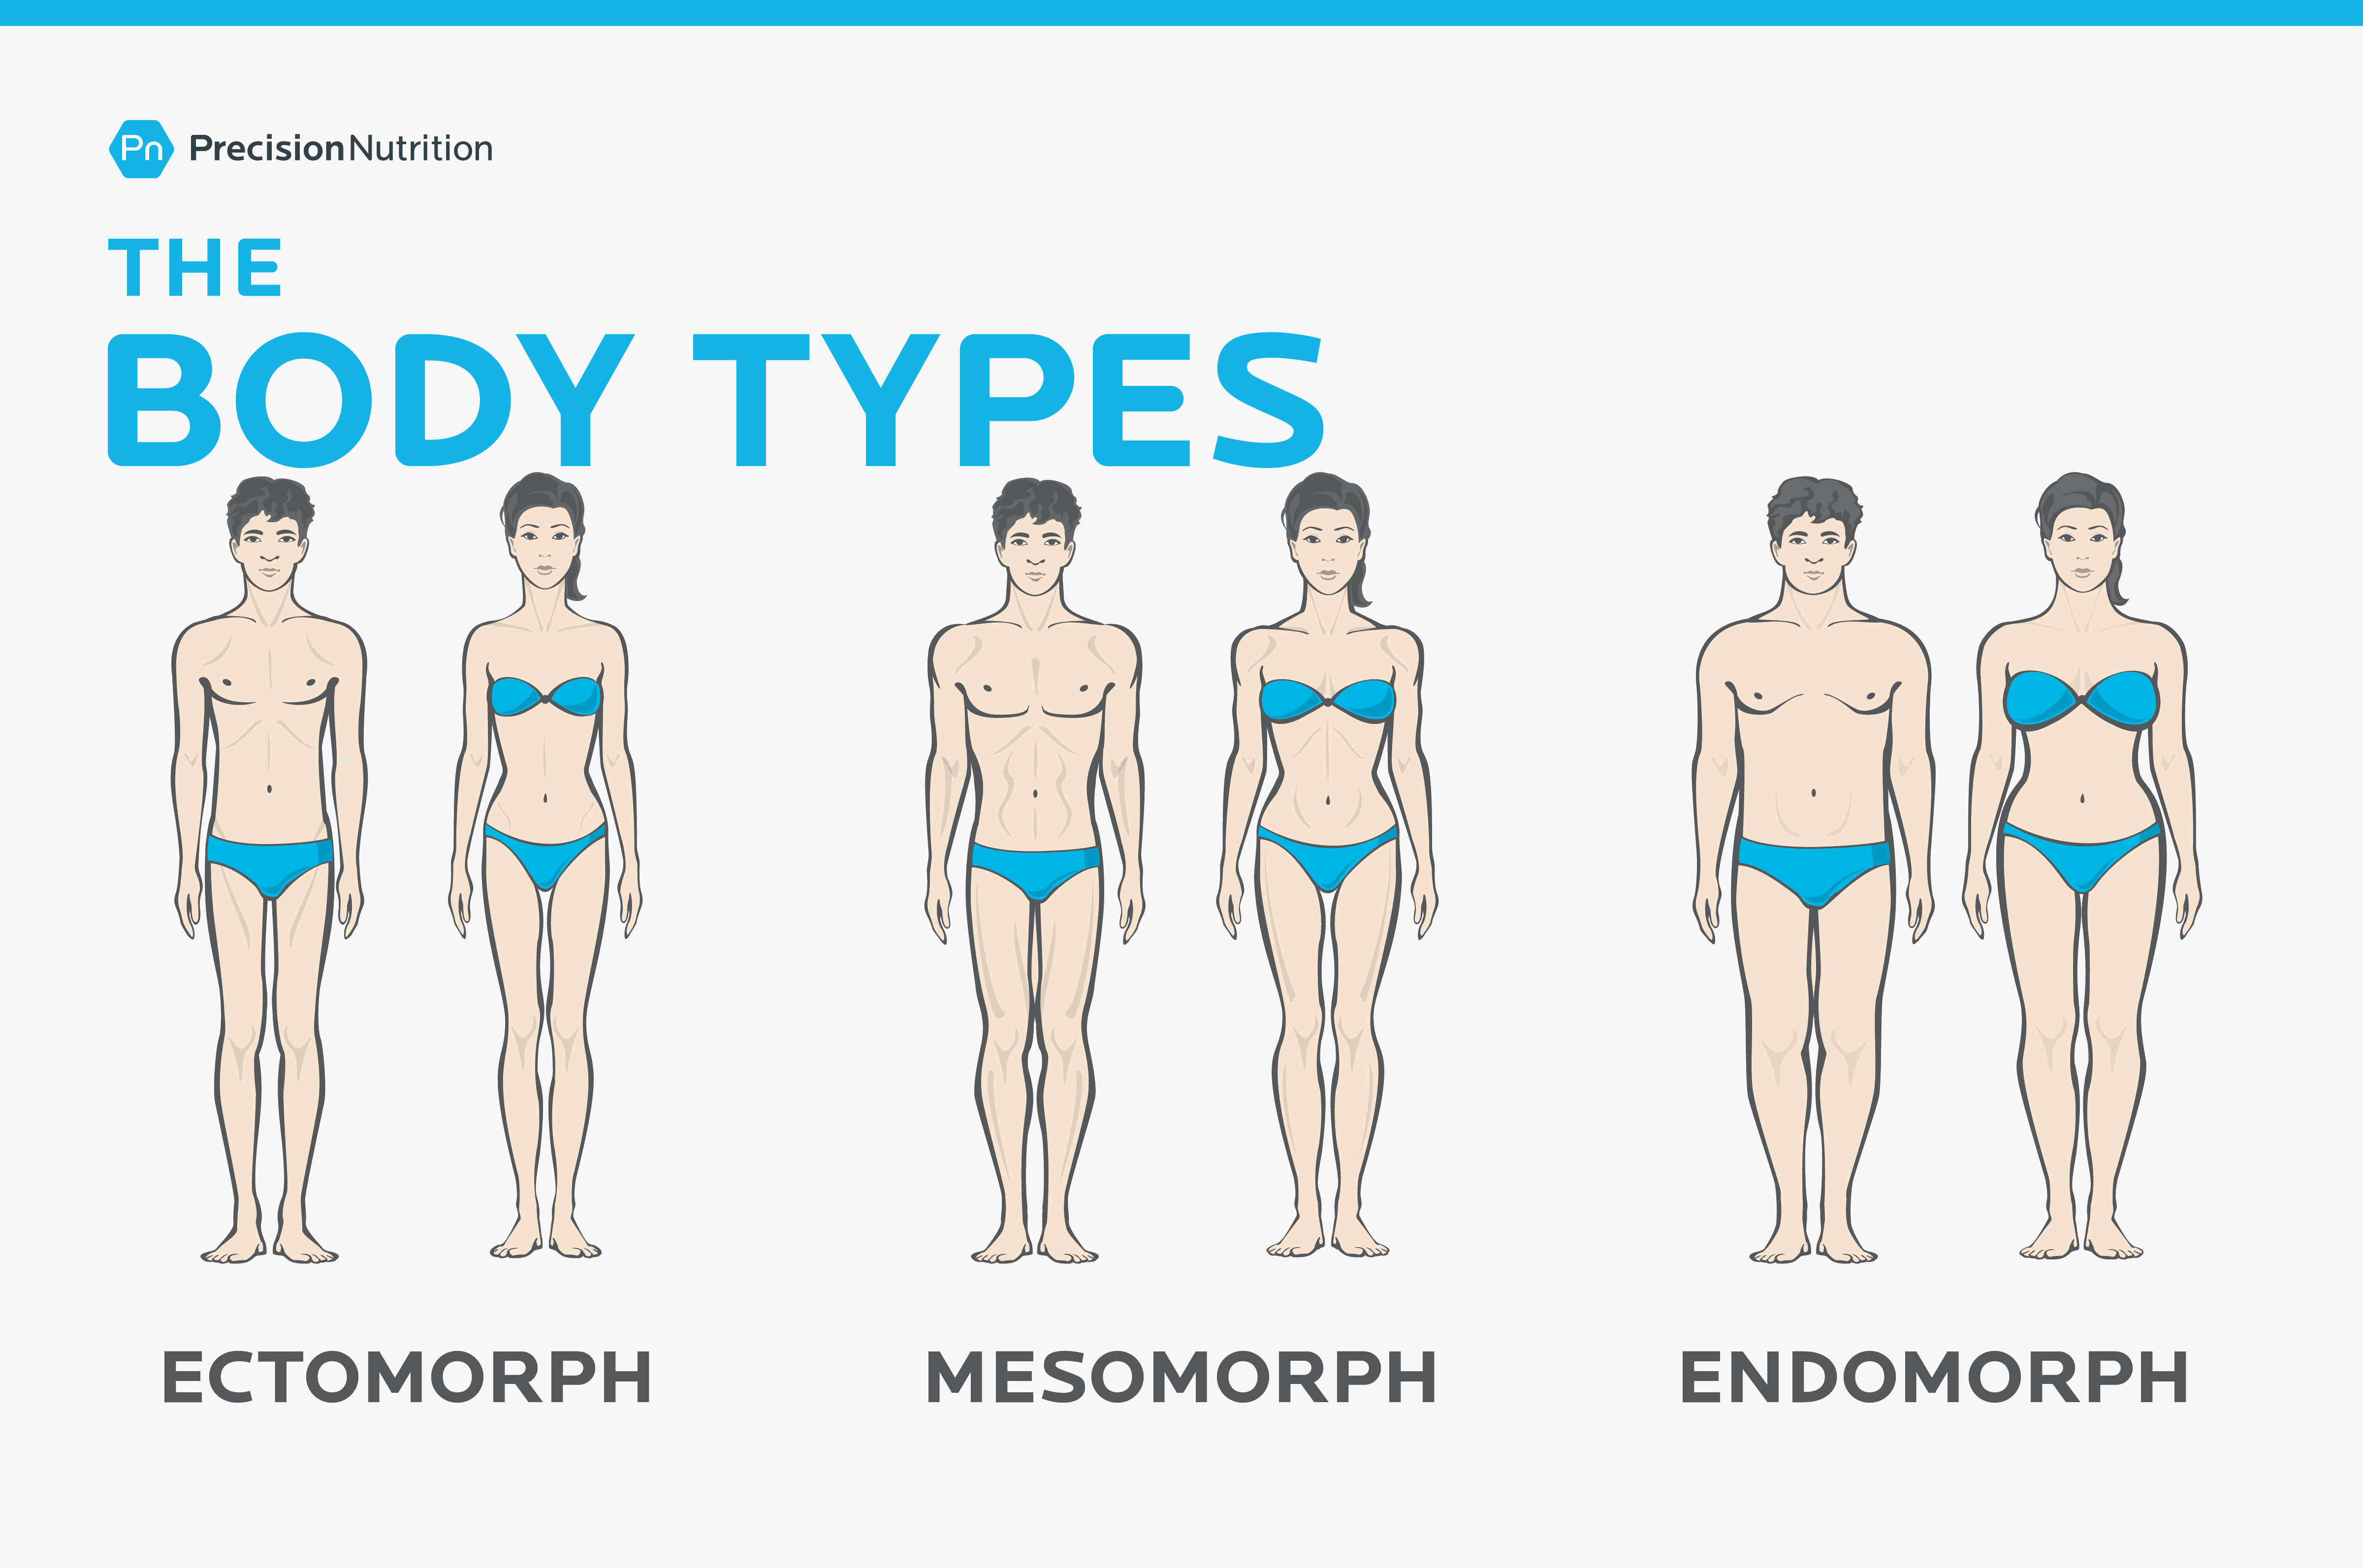 Pn PrecisionNutrition
THE
BODY TYPES
ECTOMORPH MESOMORPH ENDOMORPH